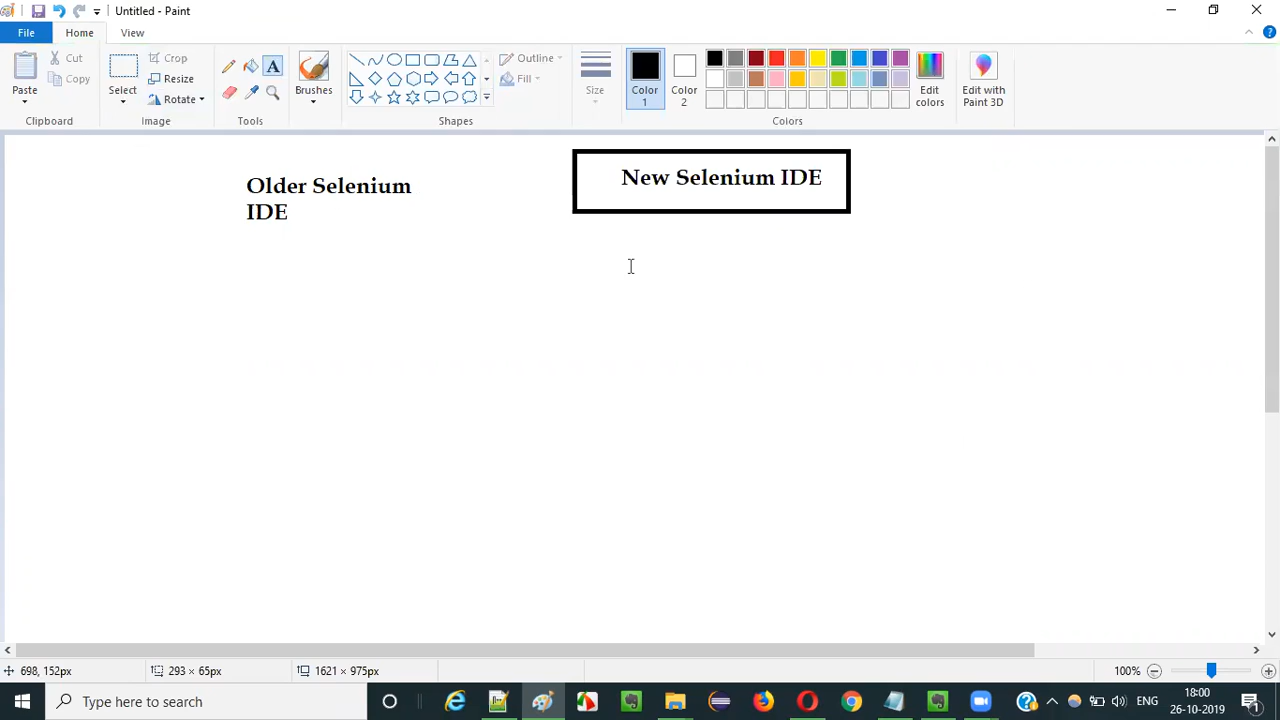 Untitled - Paint
File
Home
View
Paste
Cut
Copy
Clipboard
Select
Crop
Resize
Rotate
Image
A
Tools
Brushes
Outline
Fill
Shapes
Size
Color 1
Color 2
Edit colors
Colors
Edit with Paint 3D
Older Selenium
IDE
New Selenium IDE
698, 152px
293 × 65px
1621 × 975px
100%
Type here to search
ENG
18:00
26-10-2019